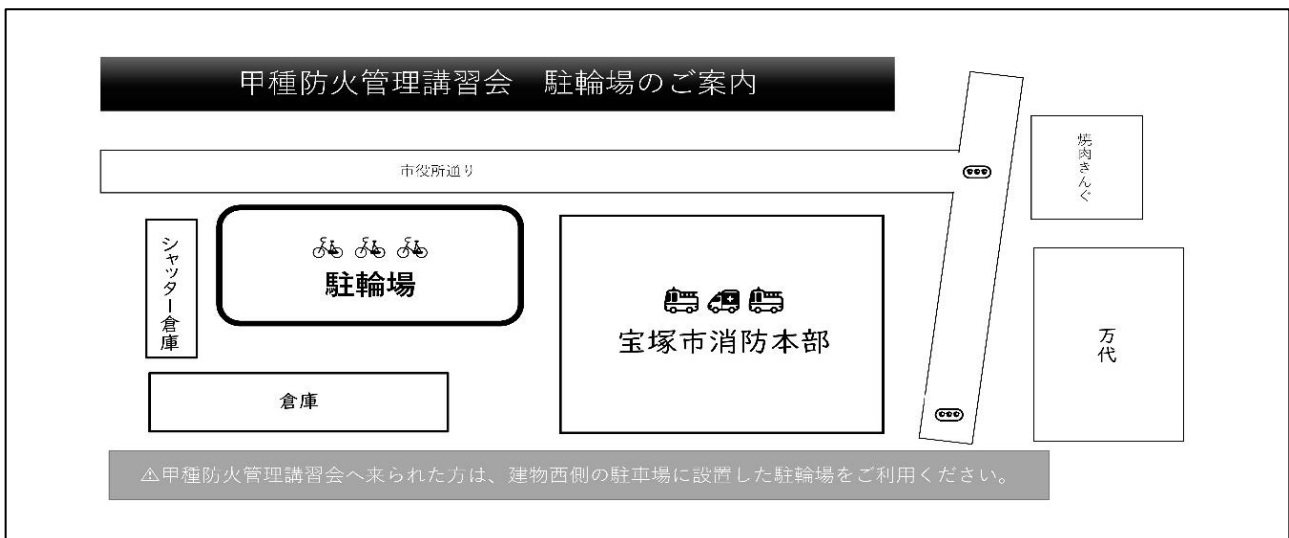 甲種防火管理講習会　駐輪場のご案内
市役所通り
焼肉きんぐ
シャッター倉庫
駐輪場
宝塚市消防本部
万代
倉庫
⚠甲種防火管理講習会へ来られた方は、建物西側の駐車場に設置した駐輪場をご利用ください。